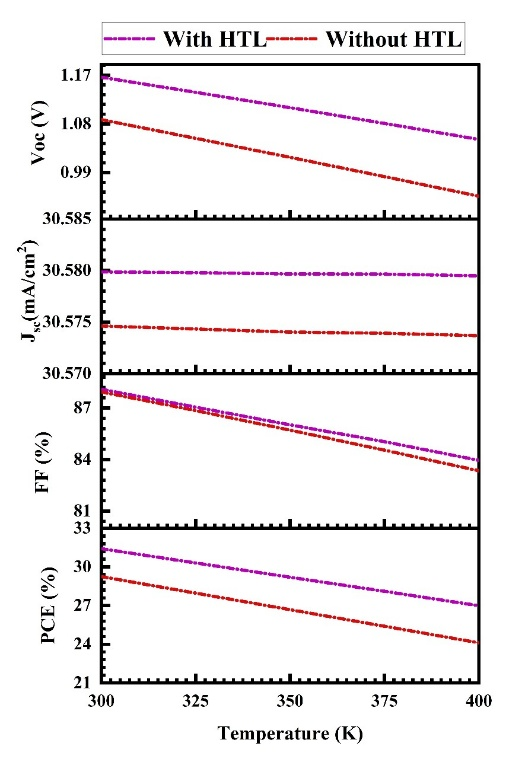 With HTL Without HTL
1.17
1.08
0.99
Voc (V)
30.585
30.580
30.575
30.570
Jsc(mA/cm2)
87
84
81
FF (%)
33
30
27
24
21
PCE (%)
300 325 350 375 400
Temperature (K)